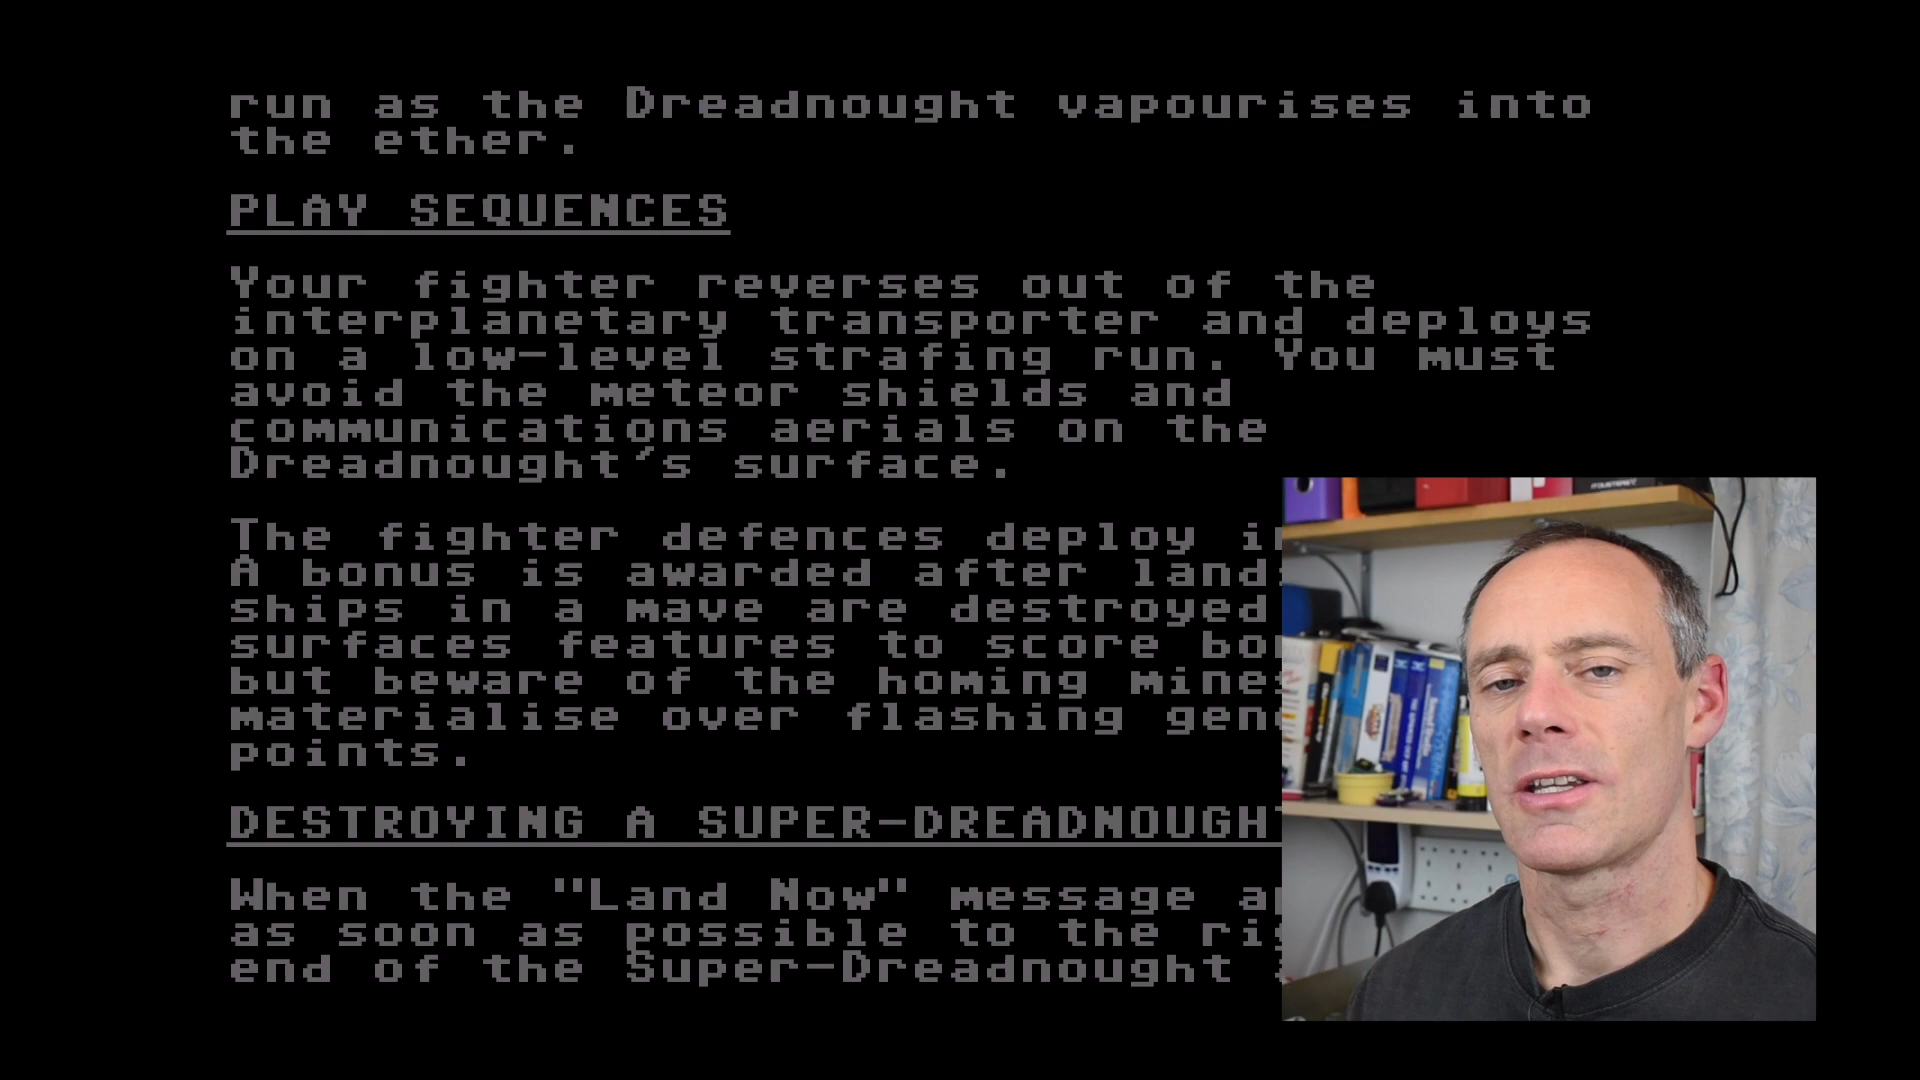 run as the Dreadnought vapourises into
the ether.
PLAY SEQUENCES
Your fighter reverses out of the
interplanetary transporter and deploys
on a low-level strafing run. You must
avoid the meteor shields and
communications aerials on the
Dreadnought's surface.
The fighter defences deploy
A bonus is awarded after
ships in a mave are destroyed
surfaces features to score
but beware of the homing mines
materialise over flashing
points.
DESTROYING A SUPER-DREADNOUGHT
When the "Land Now" message
as soon as possible to the
end of the Super-Dreadnought